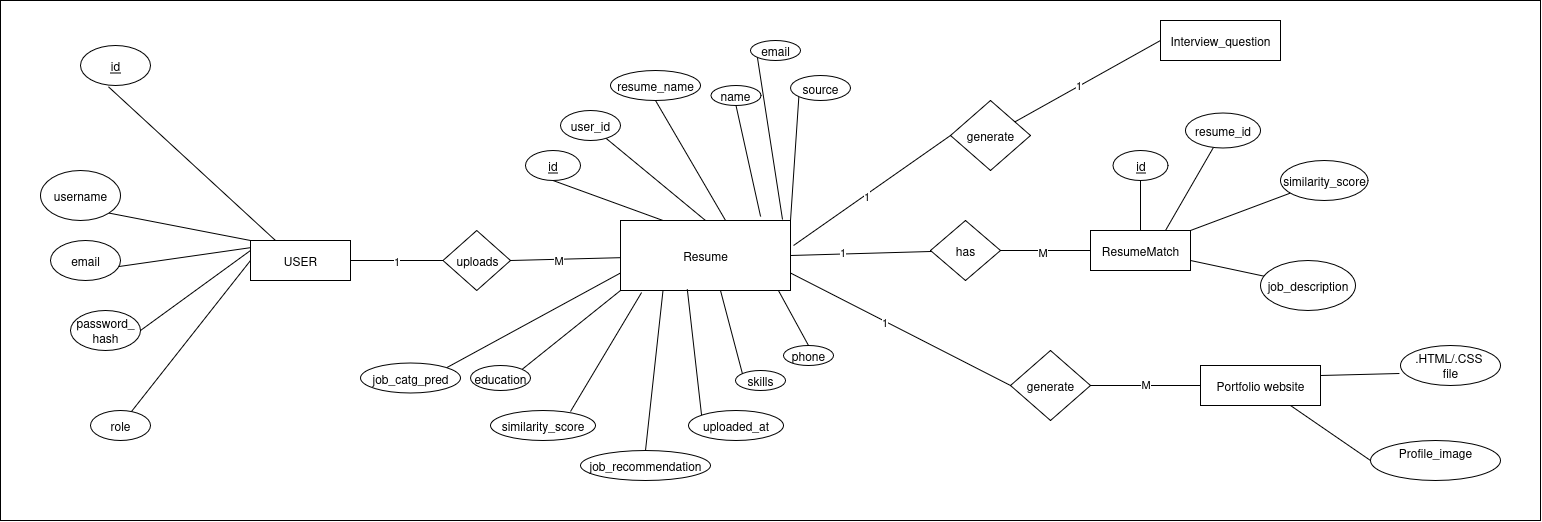 id
username
email
password_
hash
role
USER
1
uploads
M
id
user_id
resume_name
name
email
source
Resume
job_catg_pred
education
similarity_score
job_recommendation
uploaded_at
skills
phone
1
generate
1
Interview_question
1
has
M
ResumeMatch
id
resume_id
similarity_score
job_description
1
generate
M
Portfolio website
.HTML/.CSS
file
Profile_image